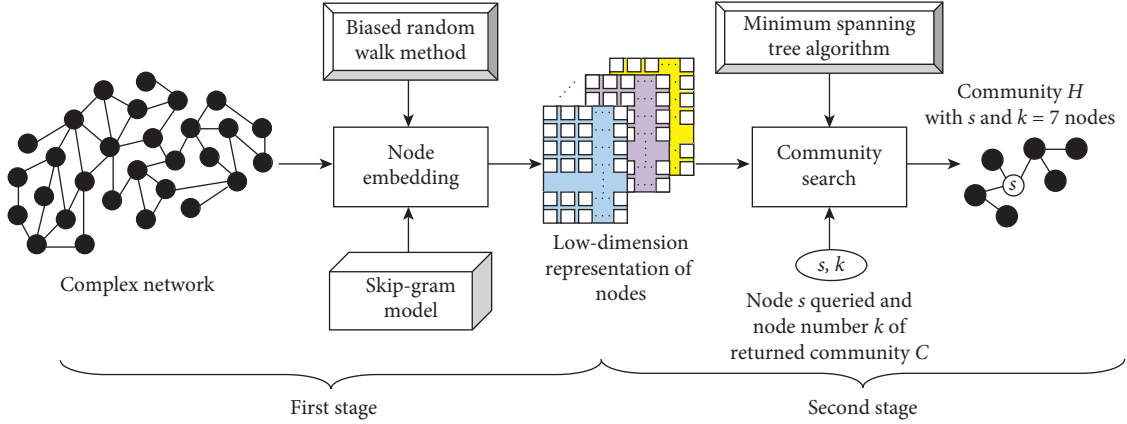 Biased random
walk method
Minimum spanning
tree algorithm
Community H
with s and k = 7 nodes
Node
embedding
Community
search
s
Complex network
Skip-gram
model
Low-dimension
representation of
nodes
s, k
Node s queried and
node number k of
returned community C
First stage
Second stage